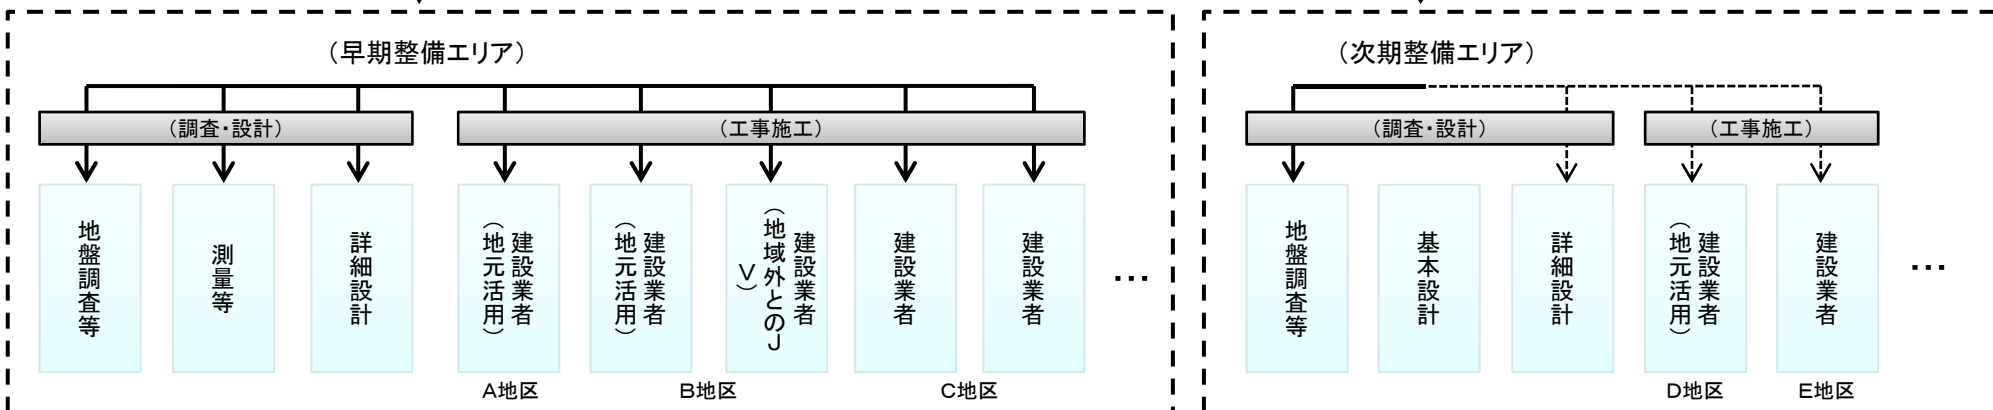 （早期整備エリア）
（調査・設計）
（工事施工）
地盤調査等
測量等
詳細設計
建設業者
（地元活用）
建設業者
（地元活用）
建設業者
（地域外とのJ
V）
建設業者
建設業者
…
A地区
B地区
C地区
（次期整備エリア）
（調査・設計）
（工事施工）
地盤調査等
基本設計
詳細設計
建設業者
（地元活用）
建設業者
…
D地区
E地区